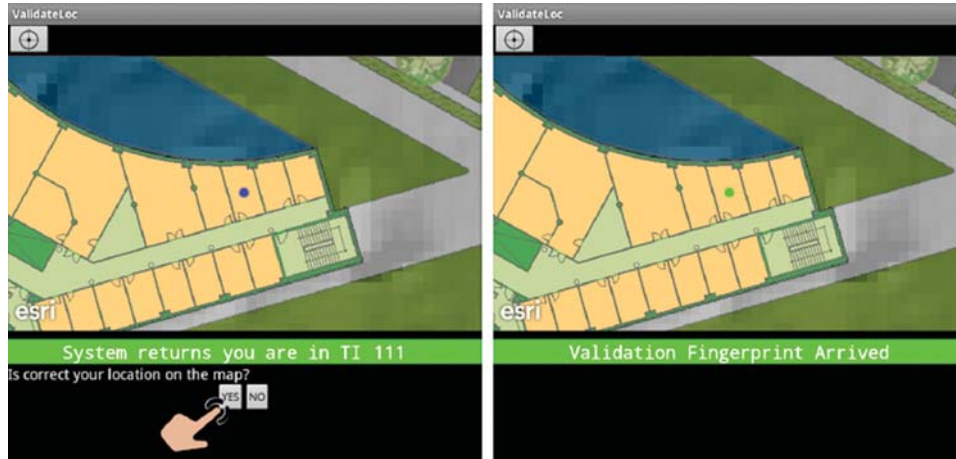 ValidateLoc
esri
System returns you are in TI 111
Is correct your location on the map?
YES NO
ValidateLoc
esri
Validation Fingerprint Arrived